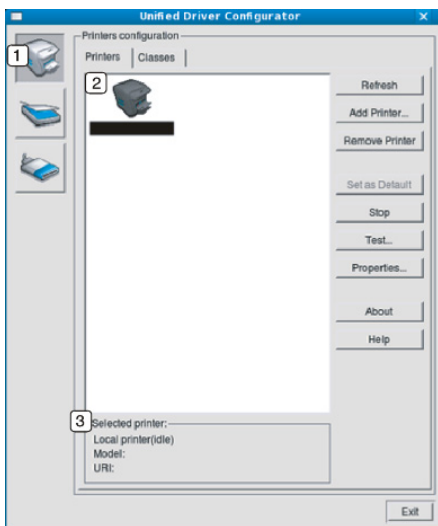 Unified Driver Configurator
Printers configuration
Printers Classes
1
2
Refresh
Add Printer...
Remove Printer
Set as Default
Stop
Test...
Properties...
About
Help
3
Selected printer:
Local printer(idle)
Model:
URI:
Exit